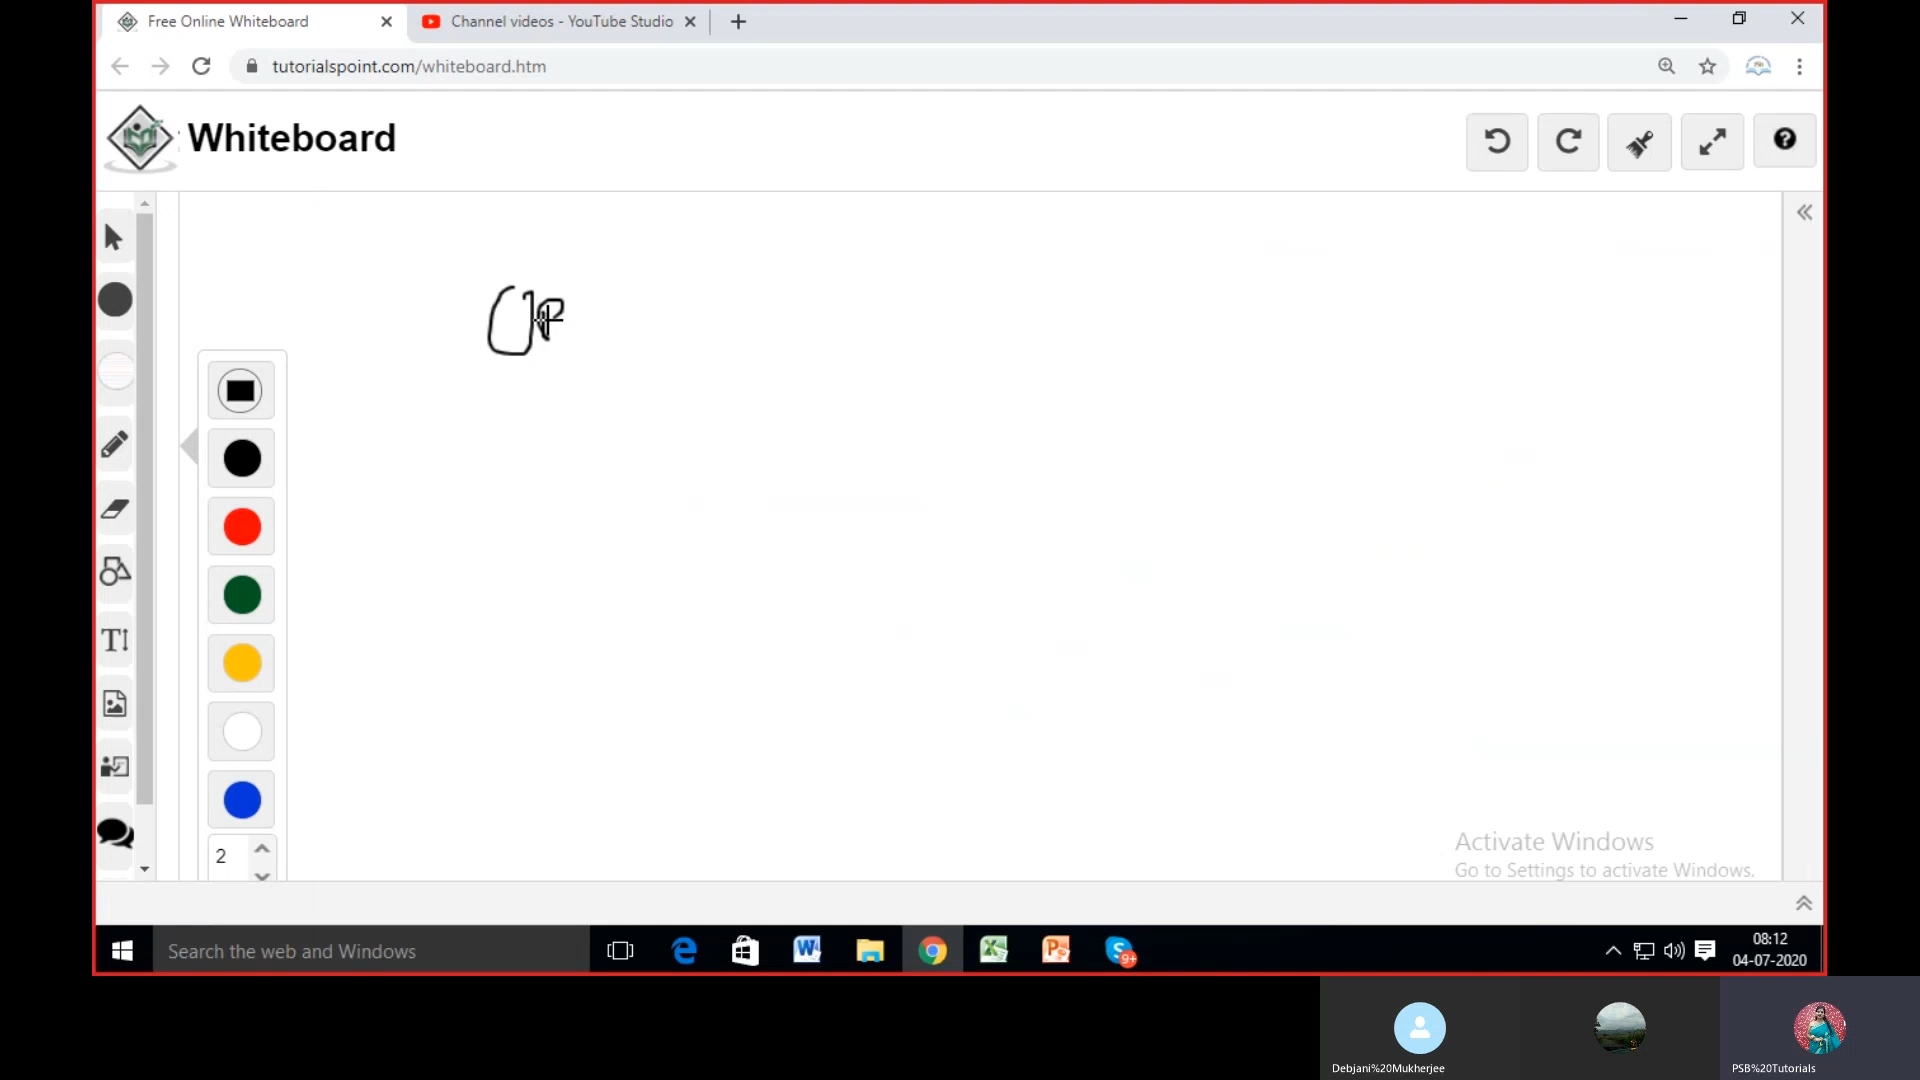 Free Online Whiteboard
Channel videos - YouTube Studio
tutorialspoint.com/whiteboard.htm
Whiteboard
2
Activate Windows
Go to Settings to activate Windows.
Search the web and Windows
9+
08:12
04-07-2020
Debjani%20Mukherjee
PSB%20Tutorials